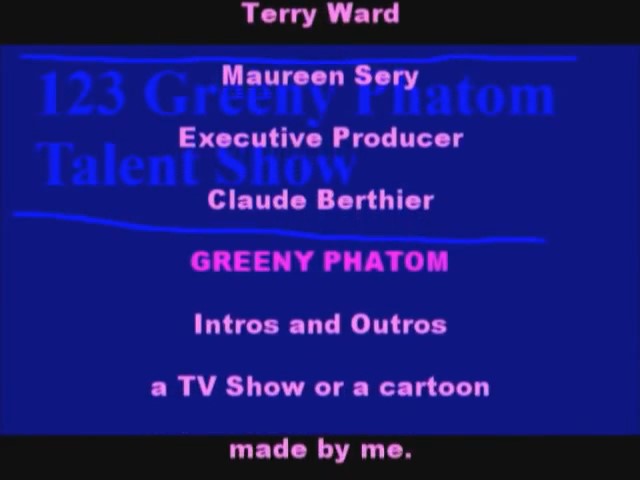 Terry Ward
Maureen Sery
123 Greeny Phatom
Executive Producer
Talent Show
Claude Berthier
GREENY PHATOM
Intros and Outros
a TV Show or a cartoon
made by me.